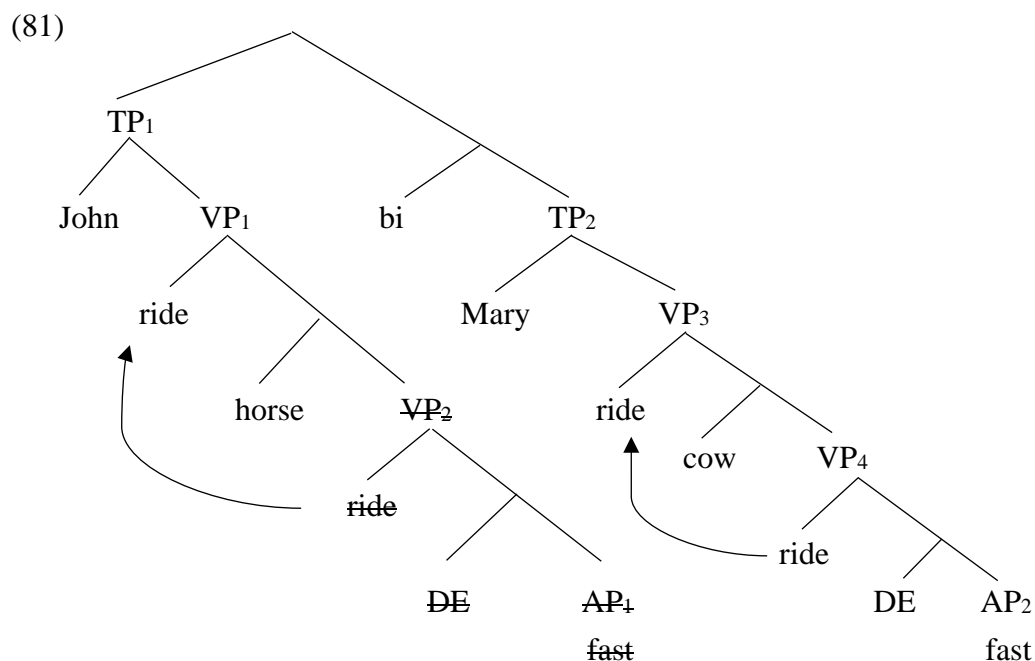 (81)
TP₁
John VP₁ bi TP₂
ride Mary VP₃
horse VP₂ ride
cow VP₄
ride
ride
DE AP₁ DE AP₂
fast fast